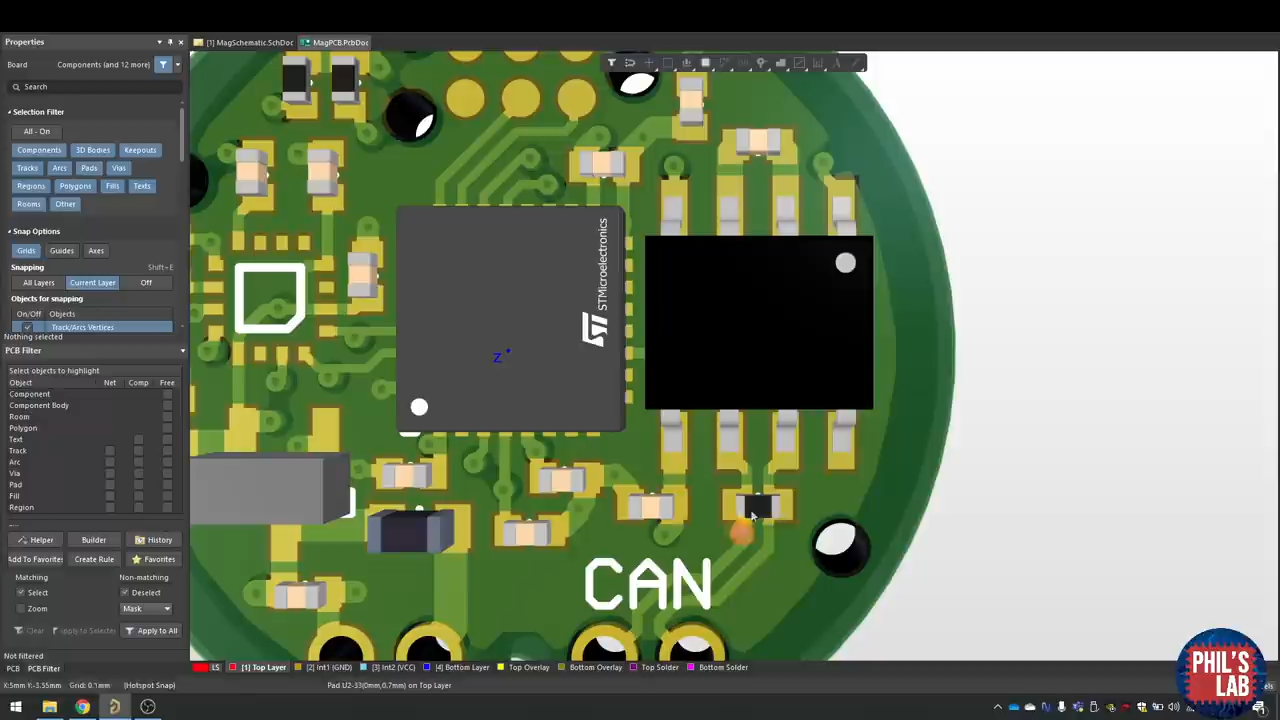 Properties
[1] MagSchematic.SchDoc
MagPCB.PcbDoc
Board
Components (and 12 more)
Search
Selection Filter
All - On
Components
3D Bodies
Keepouts
Tracks
Arcs
Pads
Vias
Regions
Polygons
Fills
Texts
Rooms
Other
Snap Options
Grids
Guides
Axes
Snapping
Shift+E
All Layers
Current Layer
Off
Objects for snapping
On/Off
Objects
Track/Arcs Vertices
Nothing selected
PCB Filter
Select objects to highlight
Object
Net
Comp
Free
Component
Component Body
Room
Polygon
Text
Track
Arc
Via
Pad
Fill
Region
Helper
Builder
History
Add To Favorites
Create Rule
Favorites
Matching
Non-matching
Select
Deselect
Zoom
Mask
Clear
Apply to All
Not filtered
PCB
PCB Filter
STMicroelectronics
Z
CAN
LS
[1] Top Layer
[2] Int1 (GND)
[3] Int2 (VCC)
[4] Bottom Layer
Top Overlay
Bottom Overlay
Top Solder
Bottom Solder
X:5mm Y:-3.55mm
Grid: 0.1mm
(Hotspot Snap)
Pad U2-33(0mm,0.7mm) on Top Layer
PHIL'S
LAB